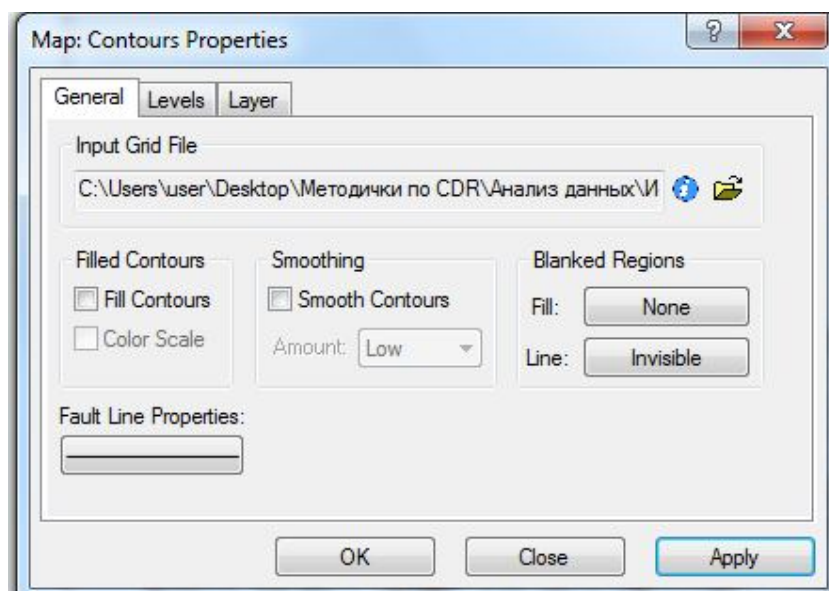 Map: Contours Properties
General Levels Layer
Input Grid File
C:\Users\user\Desktop\Методички по CDR\Анализ данных\И
Filled Contours
Fill Contours
Color Scale
Smoothing
Smooth Contours
Amount: Low
Blanked Regions
Fill: None
Line: Invisible
Fault Line Properties:
OK Close Apply